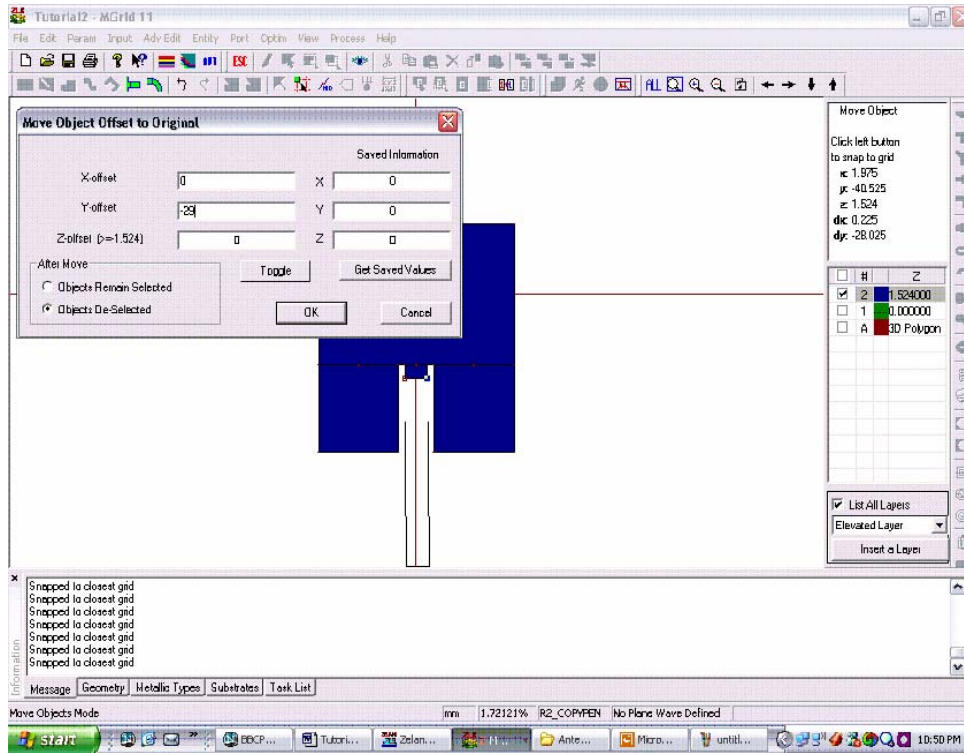 Tutorial2 - MGrid 11
File Edit Param Input Adv Edit Entity Port Optim View Process Help
ESC
ALL
Move Object Offset to Original
Saved Information
X-offset 0 X 0
Y-offset -29 Y 0
Z-offset (>=1.524) 0 Z 0
After Move
Objects Remain Selected
Objects De-Selected
Toggle
Get Saved Values
OK
Cancel
Move Object
Click left button
to snap to grid
x: 1.975
y: -40.525
z: 1.524
dx: 0.225
dy: -28.025
# Z
2 1.524000
1 0.000000
A 3D Polygon
List All Layers
Elevated Layer
Insert a Layer
Snapped to closest grid
Snapped to closest grid
Snapped to closest grid
Snapped to closest grid
Snapped to closest grid
Snapped to closest grid
Snapped to closest grid
Information
Message Geometry Metallic Types Substrates Task List
Move Objects Mode
mm 1.72121% R2_COPYPEN No Plane Wave Defined
start
BBCP... Tutori... Zelan... Ante... Micro... untitl... 10:50 PM